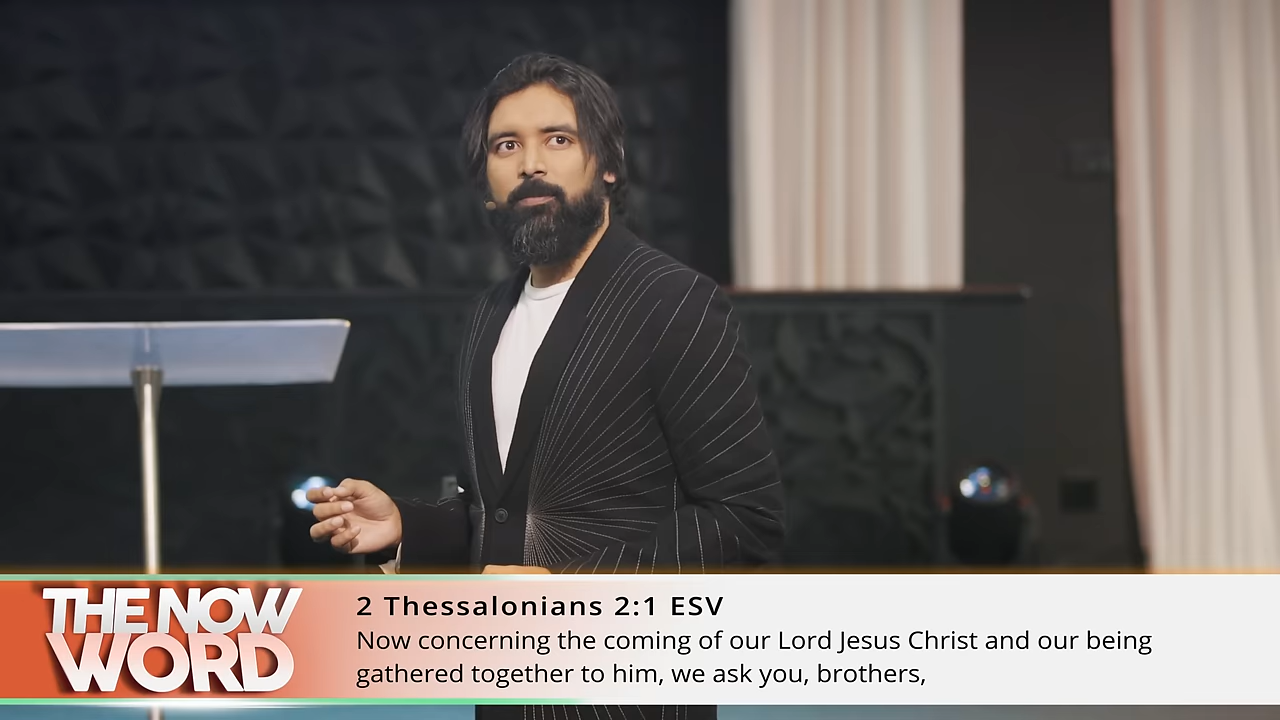 THE NOW
WORD
2 Thessalonians 2:1 ESV
Now concerning the coming of our Lord Jesus Christ and our being
gathered together to him, we ask you, brothers,